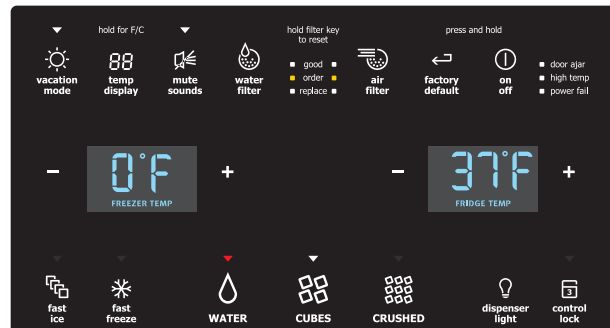 hold for F/C
hold filter key
to reset
press and hold
vacation
mode
88
temp
display
mute
sounds
water
filter
good
order
replace
air
filter
factory
default
on
off
door ajar
high temp
power fail
- 0°F +
FREEZER TEMP
- 37°F +
FRIDGE TEMP
fast
ice
fast
freeze
WATER
CUBES
CRUSHED
dispenser
light
3
control
lock